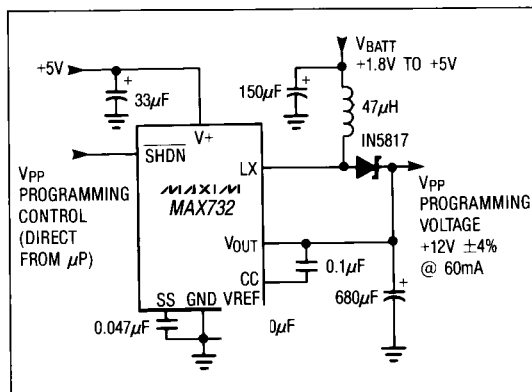 +5V
33µF
V+
SHDN
VPP
PROGRAMMING
CONTROL
(DIRECT
FROM µP)
MAXIM
MAX732
LX
VOUT
CC
SS GND VREF
0.047µF
0µF
150µF
VBATT
+1.8V TO +5V
47µH
IN5817
VPP
PROGRAMMING
VOLTAGE
+12V ±4%
@ 60mA
0.1µF
680µF